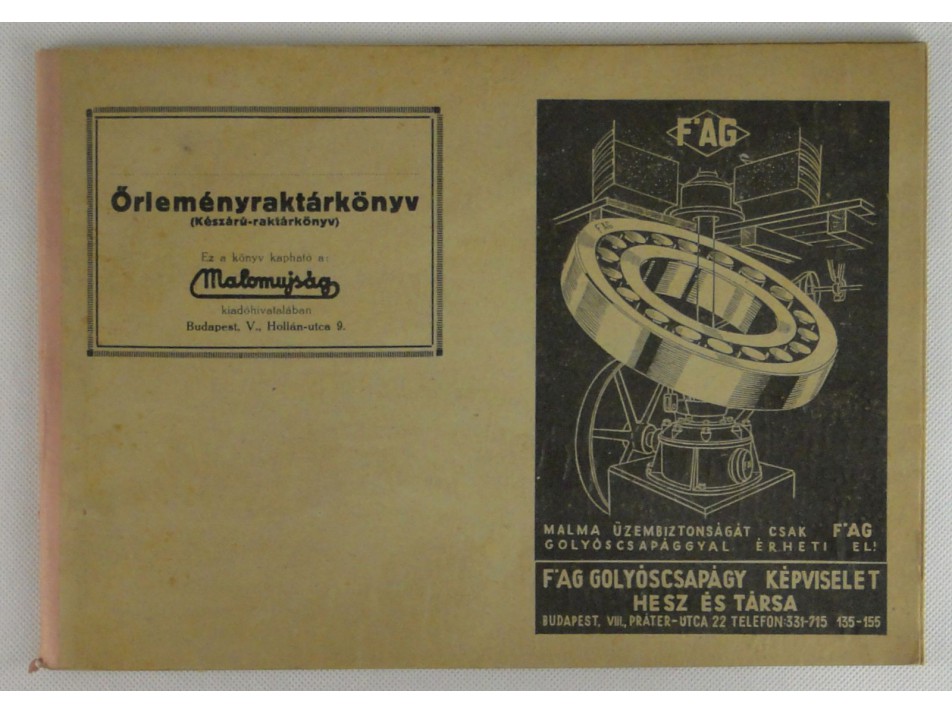 Őrleményraktárkönyv
(Készárú-raktárkönyv)
Ez a könyv kapható a:
Malomujság
kiadóhivatalában
Budapest, V., Hollán-utca 9.
FAG
FAG
MALMA ÜZEMBIZTONSÁGÁT CSAK FAG
GOLYÓSCSAPÁGGYAL ÉRHETI EL!
FAG GOLYÓSCSAPÁGY KÉPVISELET
HESZ ÉS TÁRSA
BUDAPEST, VIII., PRÁTER-UTCA 22 TELEFON: 331-715 135-155